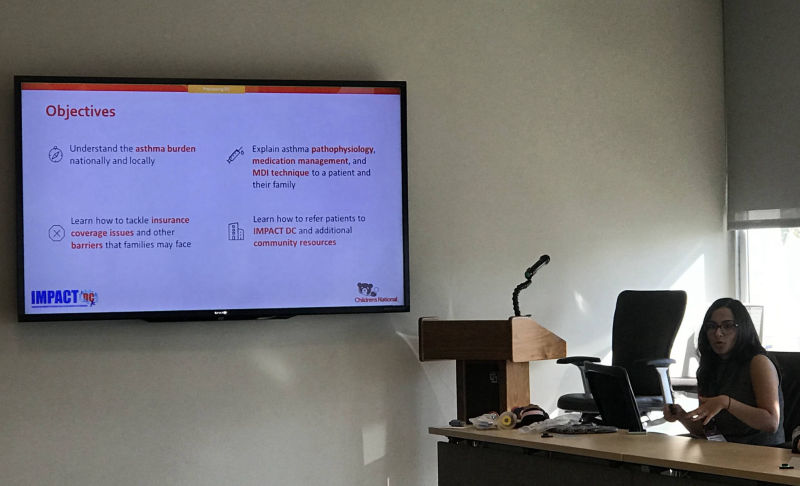 Objectives
Understand the asthma burden
nationally and locally
Explain asthma pathophysiology,
medication management, and
MDI technique to a patient and
their family
Learn how to tackle insurance
coverage issues and other
barriers that families may face
Learn how to refer patients to
IMPACT DC and additional
community resources
IMPACT DC
Children's National